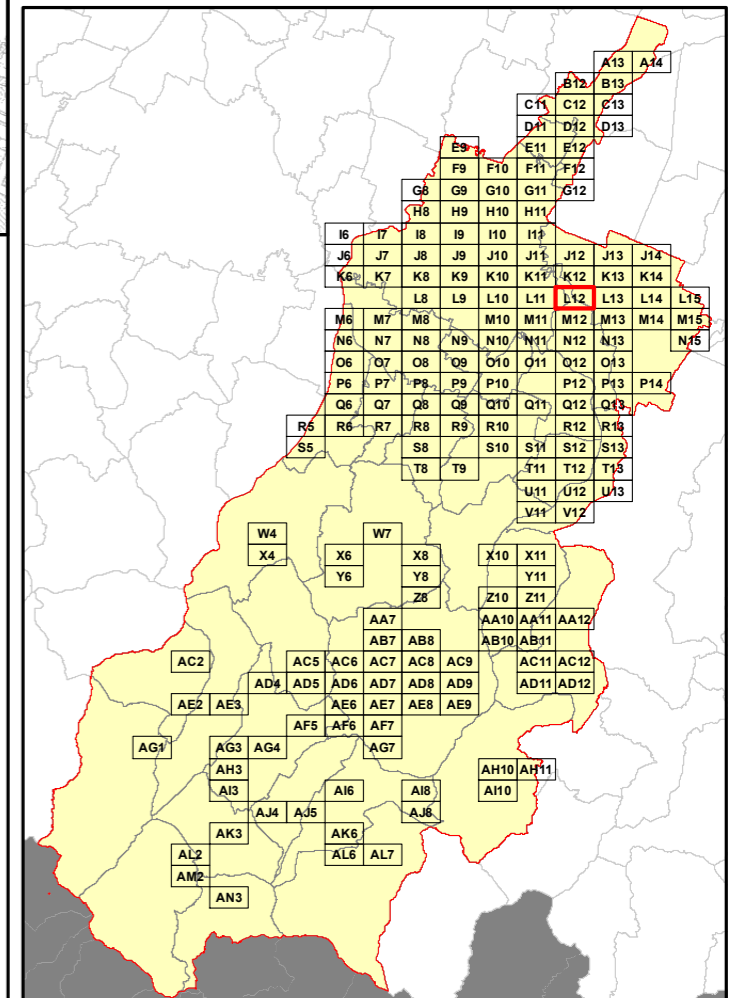 A13 A14
B12 B13
C11 C12 C13
D11 D12 D13
E9 E11 E12
F9 F10 F11 F12
G8 G9 G10 G11 G12
H8 H9 H10 H11
I6 I7 I8 I9 I10 I11
J6 J7 J8 J9 J10 J11 J12 J13 J14
K6 K7 K8 K9 K10 K11 K12 K13 K14
L8 L9 L10 L11 L12 L13 L14 L15
M6 M7 M8 M10 M11 M12 M13 M14 M15
N6 N7 N8 N9 N10 N11 N12 N13 N15
O6 O7 O8 O9 O10 O11 O12 O13
P6 P7 P8 P9 P10 P12 P13 P14
Q6 Q7 Q8 Q9 Q10 Q11 Q12 Q13
R5 R6 R7 R8 R9 R10 R12 R13
S5 S8 S10 S11 S12 S13
T8 T9 T11 T12 T13
U11 U12 U13
V11 V12
W4 W7
X4 X6 X8 X10 X11
Y6 Y8 Y11
Z8 Z10 Z11
AA7 AA10 AA11 AA12
AB7 AB8 AB10 AB11
AC2 AC5 AC6 AC7 AC8 AC9 AC11 AC12
AD4 AD5 AD6 AD7 AD8 AD9 AD11 AD12
AE2 AE3 AE6 AE7 AE8 AE9
AF5 AF6 AF7
AG1 AG3 AG4 AG7
AH3 AH10 AH11
AI3 AI6 AI8 AI10
AJ4 AJ5 AJ8
AK3 AK6
AL2 AL6 AL7
AM2
AN3